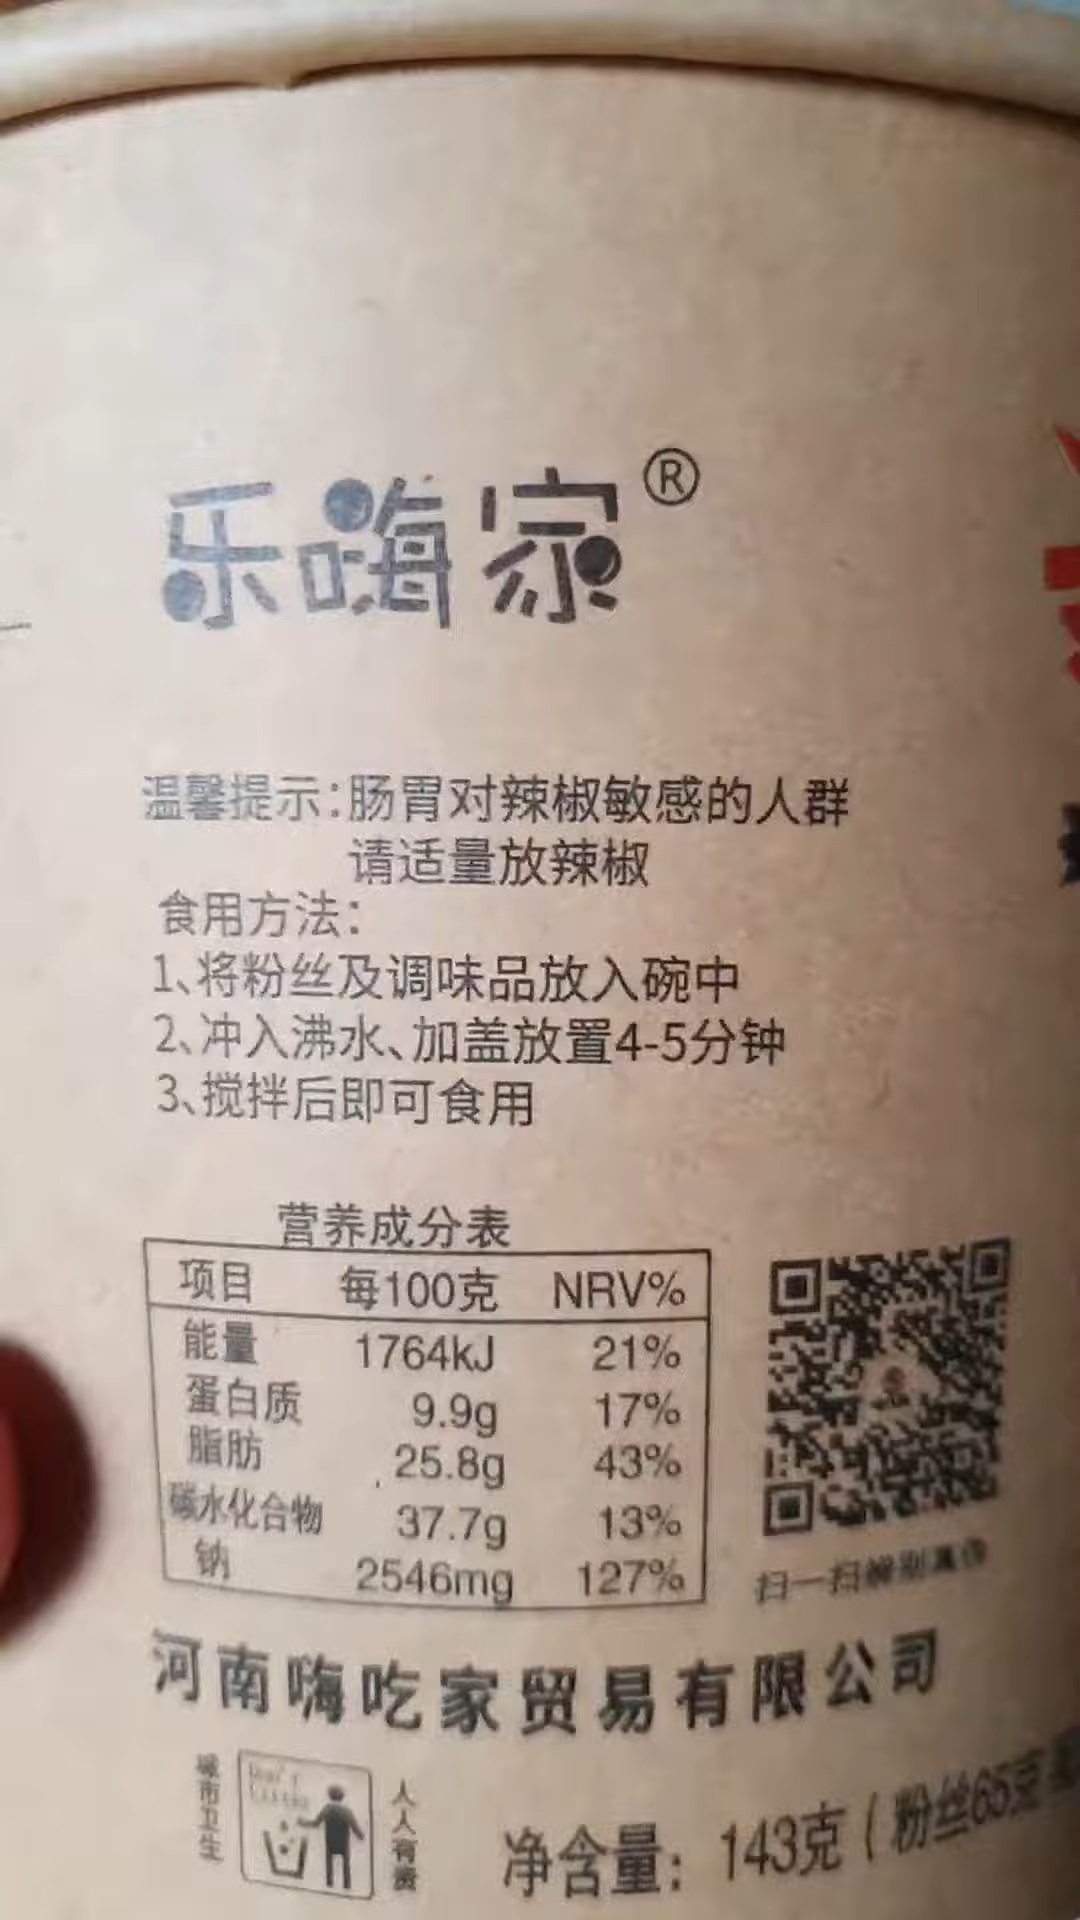 乐嗨家®
温馨提示:肠胃对辣椒敏感的人群
请适量放辣椒
食用方法:
1、将粉丝及调味品放入碗中
2、冲入沸水、加盖放置4-5分钟
3、搅拌后即可食用
营养成分表
项目 每100克 NRV%
能量 1764kJ 21%
蛋白质 9.9g 17%
脂肪 25.8g 43%
碳水化合物 37.7g 13%
钠 2546mg 127%
扫一扫辨别真伪
河南嗨吃家贸易有限公司
人人有责
净含量: 143克(粉丝65克